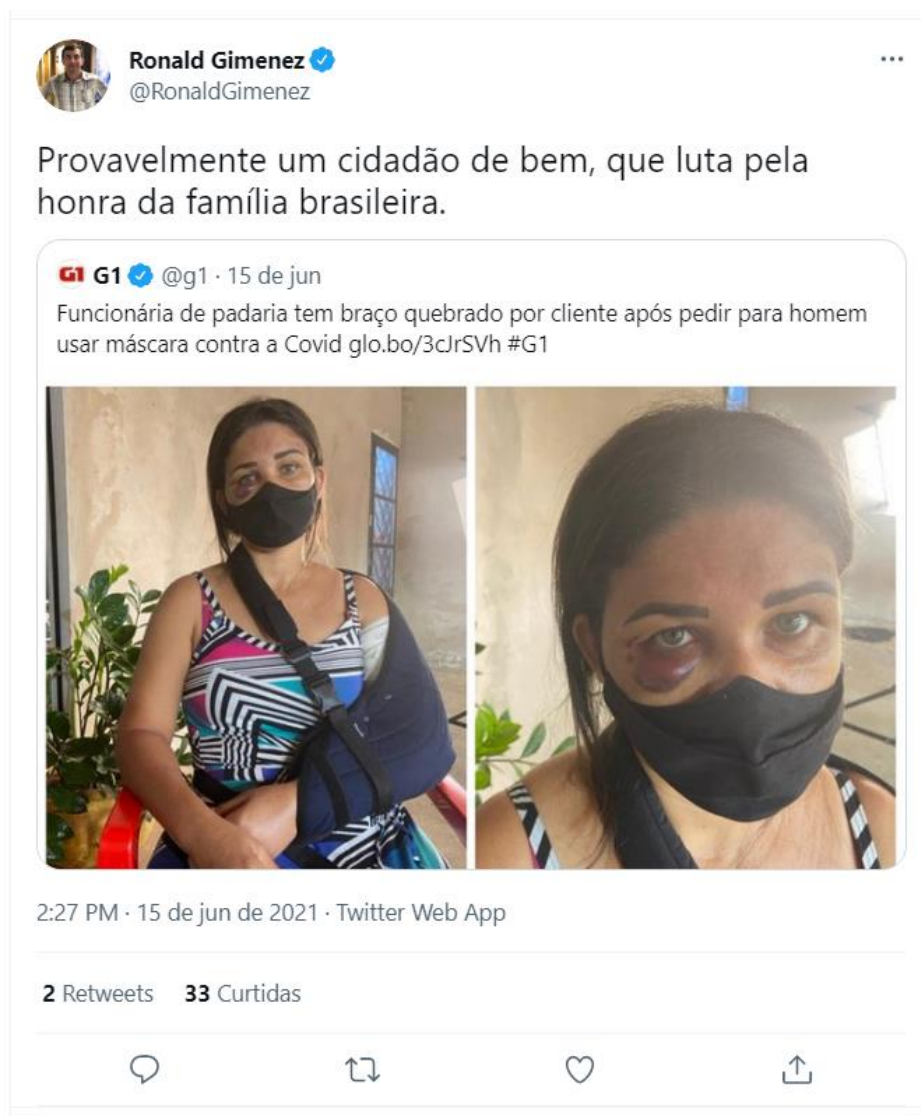 Ronald Gimenez
@RonaldGimenez
Provavelmente um cidadão de bem, que luta pela
honra da família brasileira.
G1 G1 @g1 · 15 de jun
Funcionária de padaria tem braço quebrado por cliente após pedir para homem
usar máscara contra a Covid glo.bo/3cJrSVh #G1
2:27 PM · 15 de jun de 2021 · Twitter Web App
2 Retweets 33 Curtidas